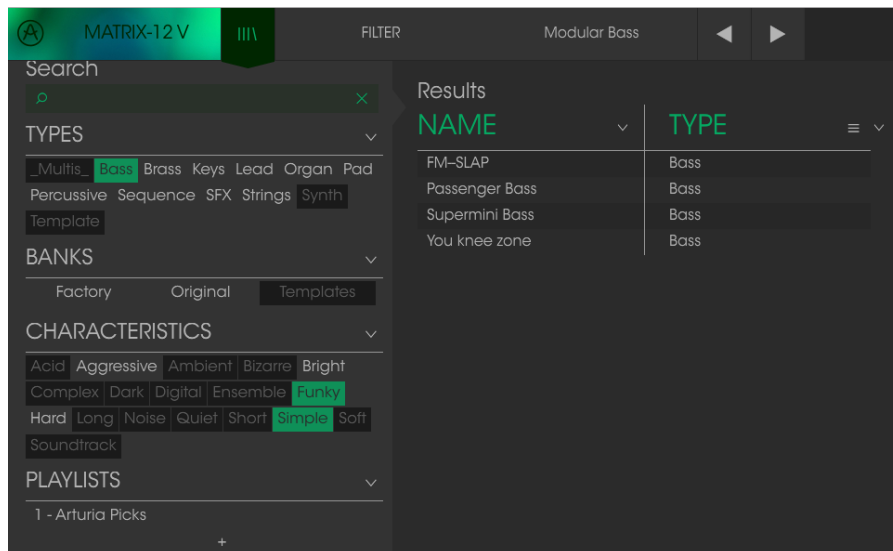 MATRIX-12 V FILTER Modular Bass
Search
TYPES
_Multis_ Bass Brass Keys Lead Organ Pad
Percussive Sequence SFX Strings Synth
Template
BANKS
Factory Original Templates
CHARACTERISTICS
Acid Aggressive Ambient Bizarre Bright
Complex Dark Digital Ensemble Funky
Hard Long Noise Quiet Short Simple Soft
Soundtrack
PLAYLISTS
1 - Arturia Picks
+
Results
NAME TYPE
FM–SLAP Bass
Passenger Bass Bass
Supermini Bass Bass
You knee zone Bass